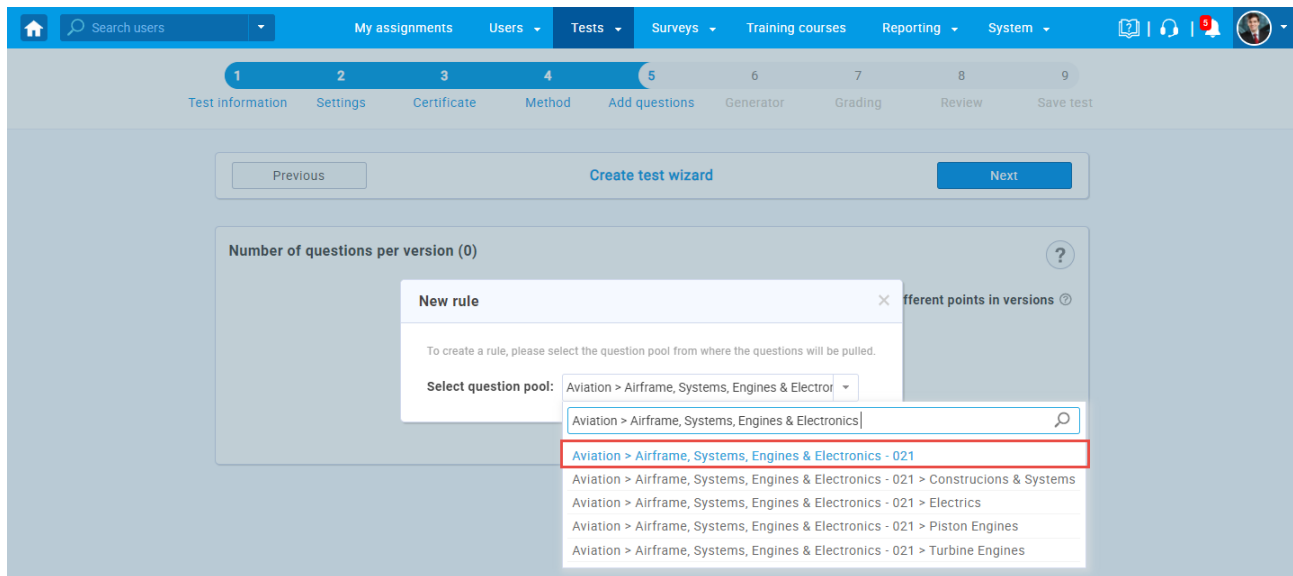 Search users
My assignments
Users
Tests
Surveys
Training courses
Reporting
System
5
1 2 3 4 5 6 7 8 9
Test information Settings Certificate Method Add questions Generator Grading Review Save test
Previous
Create test wizard
Next
Number of questions per version (0)
?
New rule
×
fferent points in versions ?
To create a rule, please select the question pool from where the questions will be pulled.
Select question pool: Aviation > Airframe, Systems, Engines & Electror
Aviation > Airframe, Systems, Engines & Electronics
Aviation > Airframe, Systems, Engines & Electronics - 021
Aviation > Airframe, Systems, Engines & Electronics - 021 > Construcions & Systems
Aviation > Airframe, Systems, Engines & Electronics - 021 > Electrics
Aviation > Airframe, Systems, Engines & Electronics - 021 > Piston Engines
Aviation > Airframe, Systems, Engines & Electronics - 021 > Turbine Engines